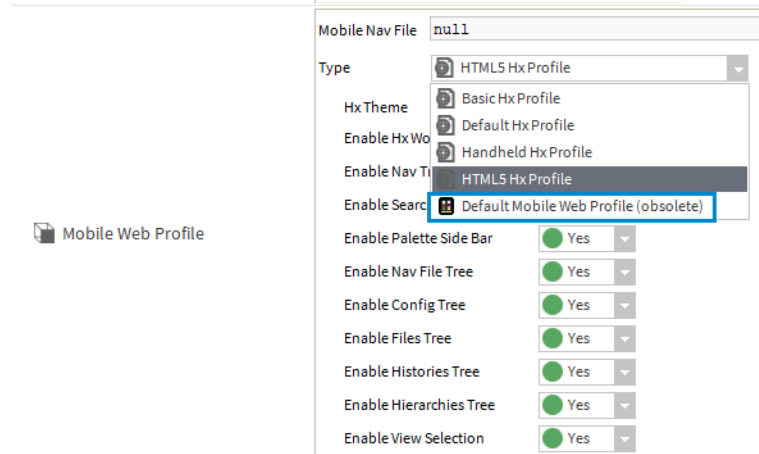 Mobile Nav File null
Type HTML5 Hx Profile
Hx Theme Basic Hx Profile
Default Hx Profile
Enable Hx Wo
Handheld Hx Profile
Enable Nav T
HTML5 Hx Profile
Enable Searc Default Mobile Web Profile (obsolete)
Mobile Web Profile
Enable Palette Side Bar Yes
Enable Nav File Tree Yes
Enable Config Tree Yes
Enable Files Tree Yes
Enable Histories Tree Yes
Enable Hierarchies Tree Yes
Enable View Selection Yes